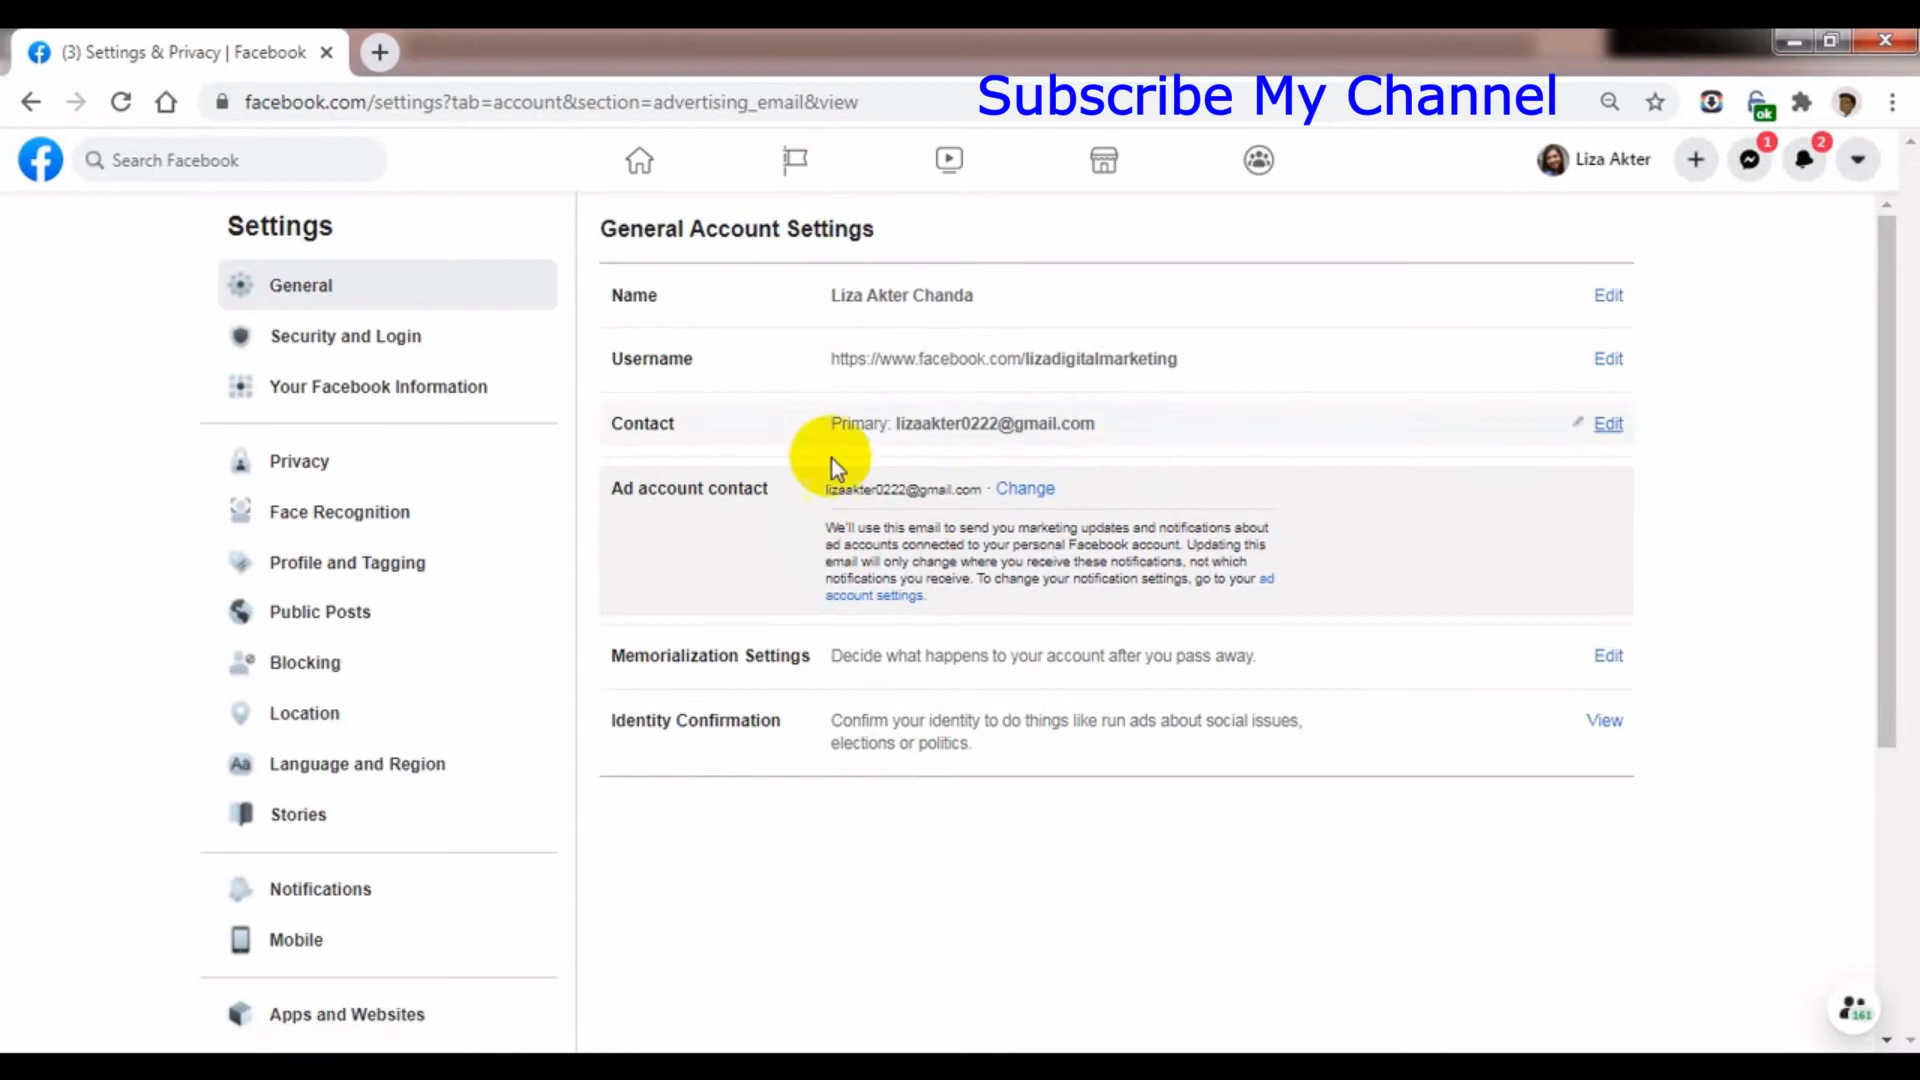 (3) Settings & Privacy | Facebook
facebook.com/settings?tab=account&section=advertising_email&view
Subscribe My Channel
ok
Search Facebook
Liza Akter
1
2
Settings
General
Security and Login
Your Facebook Information
Privacy
Face Recognition
Profile and Tagging
Public Posts
Blocking
Location
Aa Language and Region
Stories
Notifications
Mobile
Apps and Websites
General Account Settings
Name Liza Akter Chanda Edit
Username https://www.facebook.com/lizadigitalmarketing Edit
Contact Primary: lizaakter0222@gmail.com Edit
Ad account contact lizaakter0222@gmail.com · Change
We'll use this email to send you marketing updates and notifications about
ad accounts connected to your personal Facebook account. Updating this
email will only change where you receive these notifications, not which
notifications you receive. To change your notification settings, go to your ad
account settings.
Memorialization Settings Decide what happens to your account after you pass away. Edit
Identity Confirmation Confirm your identity to do things like run ads about social issues, View
elections or politics.
161